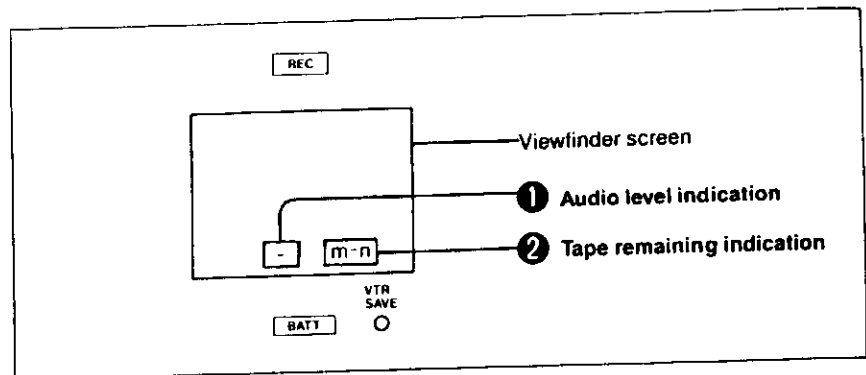 REC
Viewfinder screen
1 Audio level indication
- m-n
2 Tape remaining indication
VTR
SAVE
BATT